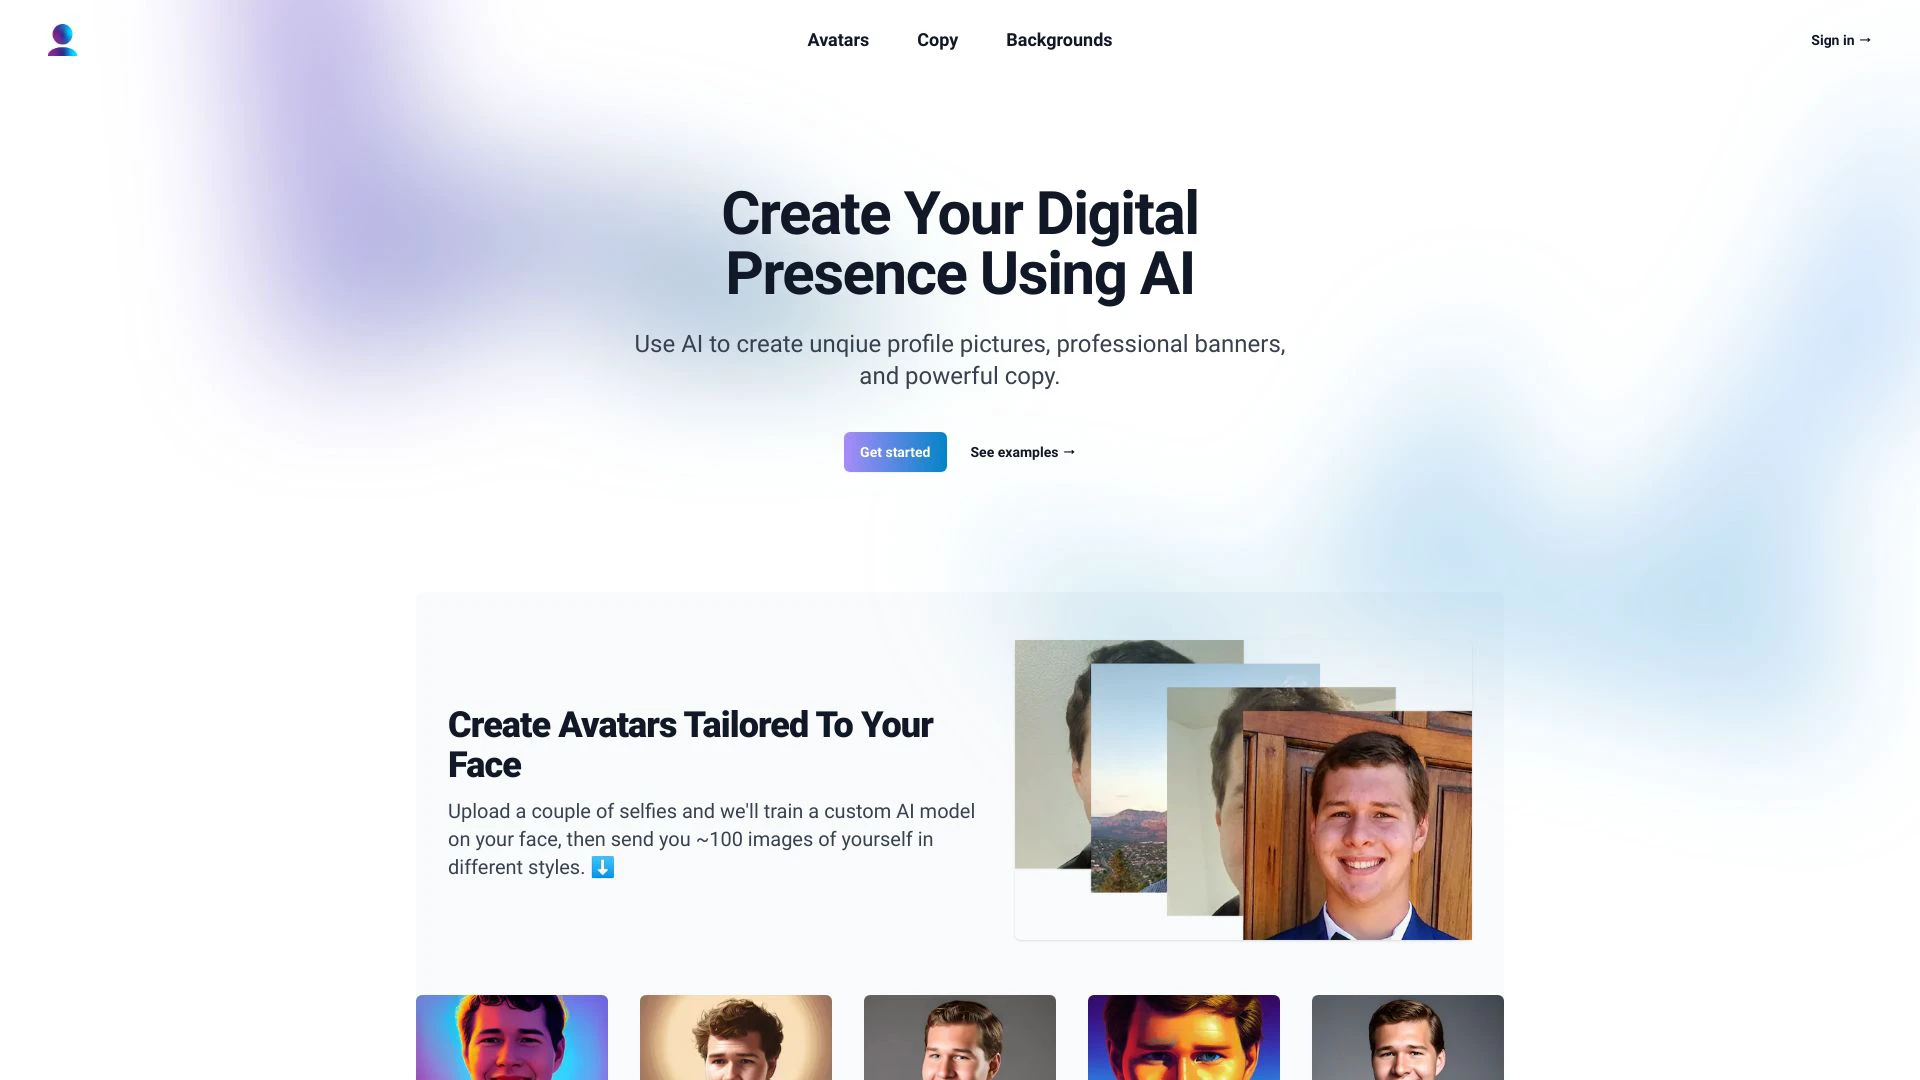 Avatars Copy Backgrounds Sign in →
Create Your Digital
Presence Using AI
Use AI to create unqiue profile pictures, professional banners,
and powerful copy.
Get started See examples →
Create Avatars Tailored To Your
Face
Upload a couple of selfies and we'll train a custom AI model
on your face, then send you ~100 images of yourself in
different styles. ⬇️